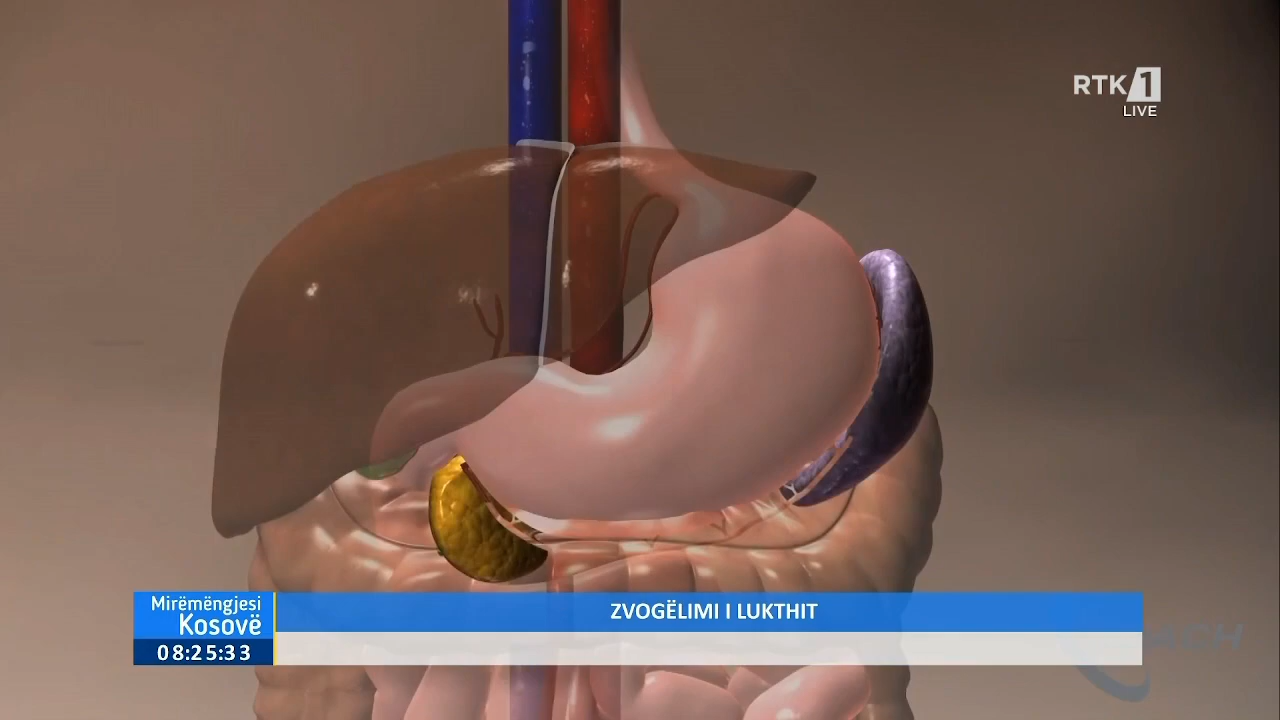 RTK 1
LIVE
ZVOGËLIMI I LUKTHIT
Mirëmëngjesi
Kosovë
08:25:33